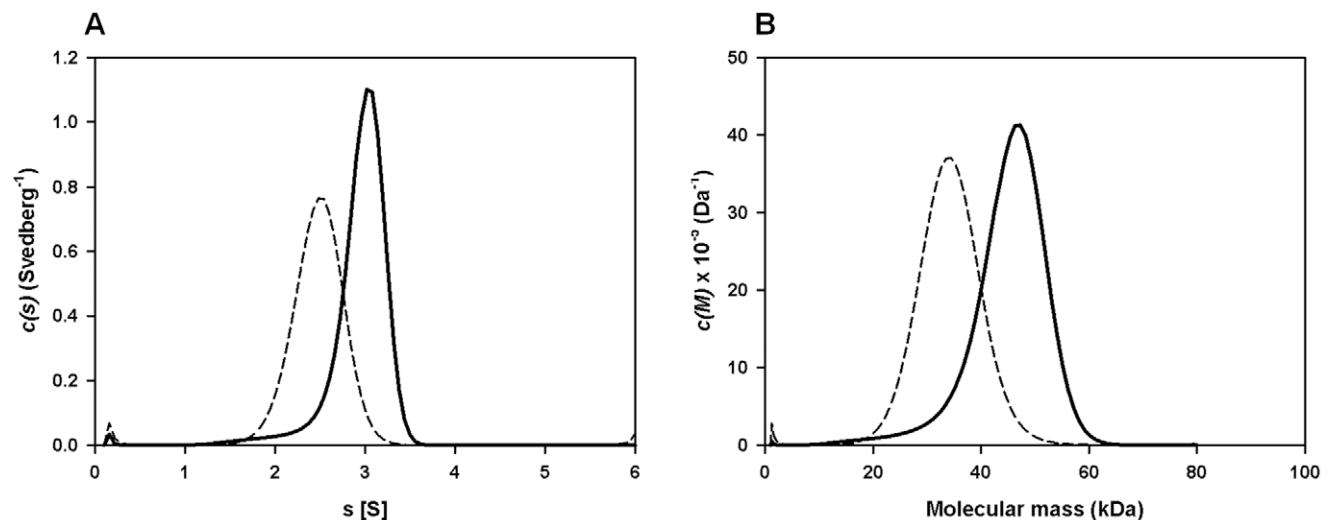 A
1.2
1.0
0.8
0.6
0.4
0.2
0.0
c(s) (Svedberg⁻¹)
0 1 2 3 4 5 6
s [S]
B
50
40
30
20
10
0
c(M) x 10⁻³ (Da⁻¹)
0 20 40 60 80 100
Molecular mass (kDa)